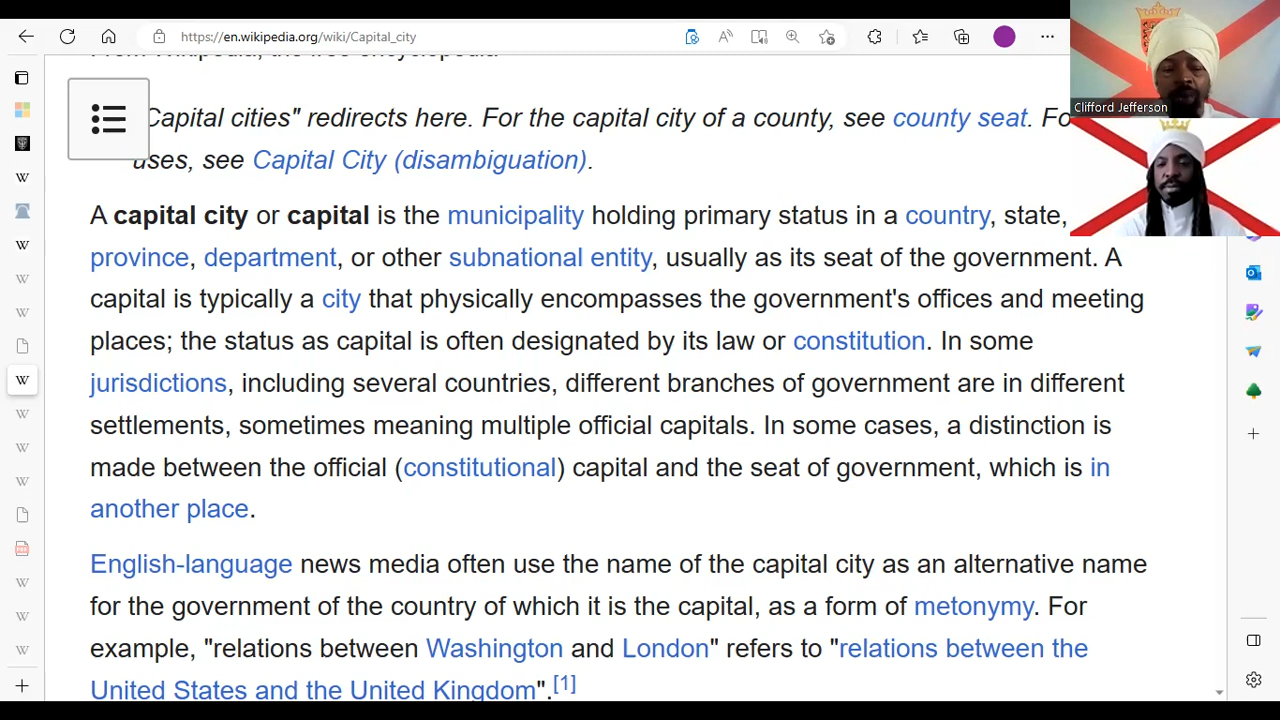 https://en.wikipedia.org/wiki/Capital_city
From Wikipedia, the free encyclopedia
Capital cities" redirects here. For the capital city of a county, see county seat. Fo
uses, see Capital City (disambiguation).
A capital city or capital is the municipality holding primary status in a country, state,
province, department, or other subnational entity, usually as its seat of the government. A
capital is typically a city that physically encompasses the government's offices and meeting
places; the status as capital is often designated by its law or constitution. In some
jurisdictions, including several countries, different branches of government are in different
settlements, sometimes meaning multiple official capitals. In some cases, a distinction is
made between the official (constitutional) capital and the seat of government, which is in
another place.
English-language news media often use the name of the capital city as an alternative name
for the government of the country of which it is the capital, as a form of metonymy. For
example, "relations between Washington and London" refers to "relations between the
United States and the United Kingdom".[1]
Clifford Jefferson